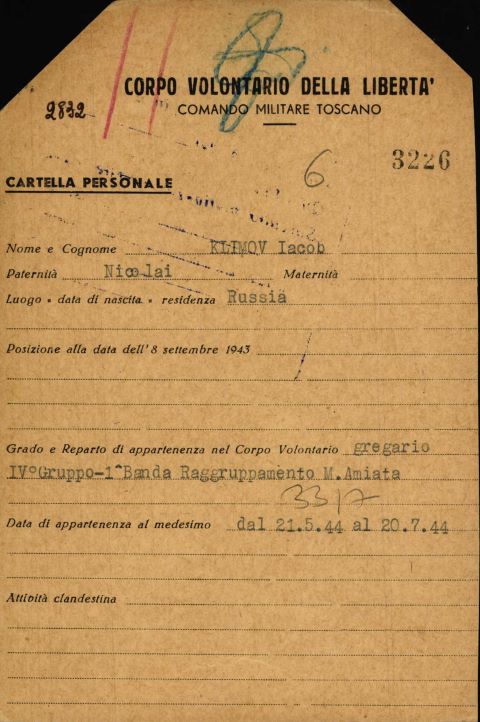 CORPO VOLONTARIO DELLA LIBERTA'
2832
COMANDO MILITARE TOSCANO
6
3226
CARTELLA PERSONALE
Nome e Cognome KLIMOV Iacob
Paternità Nicolai Maternità
Luogo - data di nascita - residenza Russia
Posizione alla data dell'8 settembre 1943
Grado e Reparto di appartenenza nel Corpo Volontario gregario
IV°Gruppo-1^Banda Raggruppamento M.Amiata
Data di appartenenza al medesimo dal 21.5.44 al 20.7.44
Attività clandestina